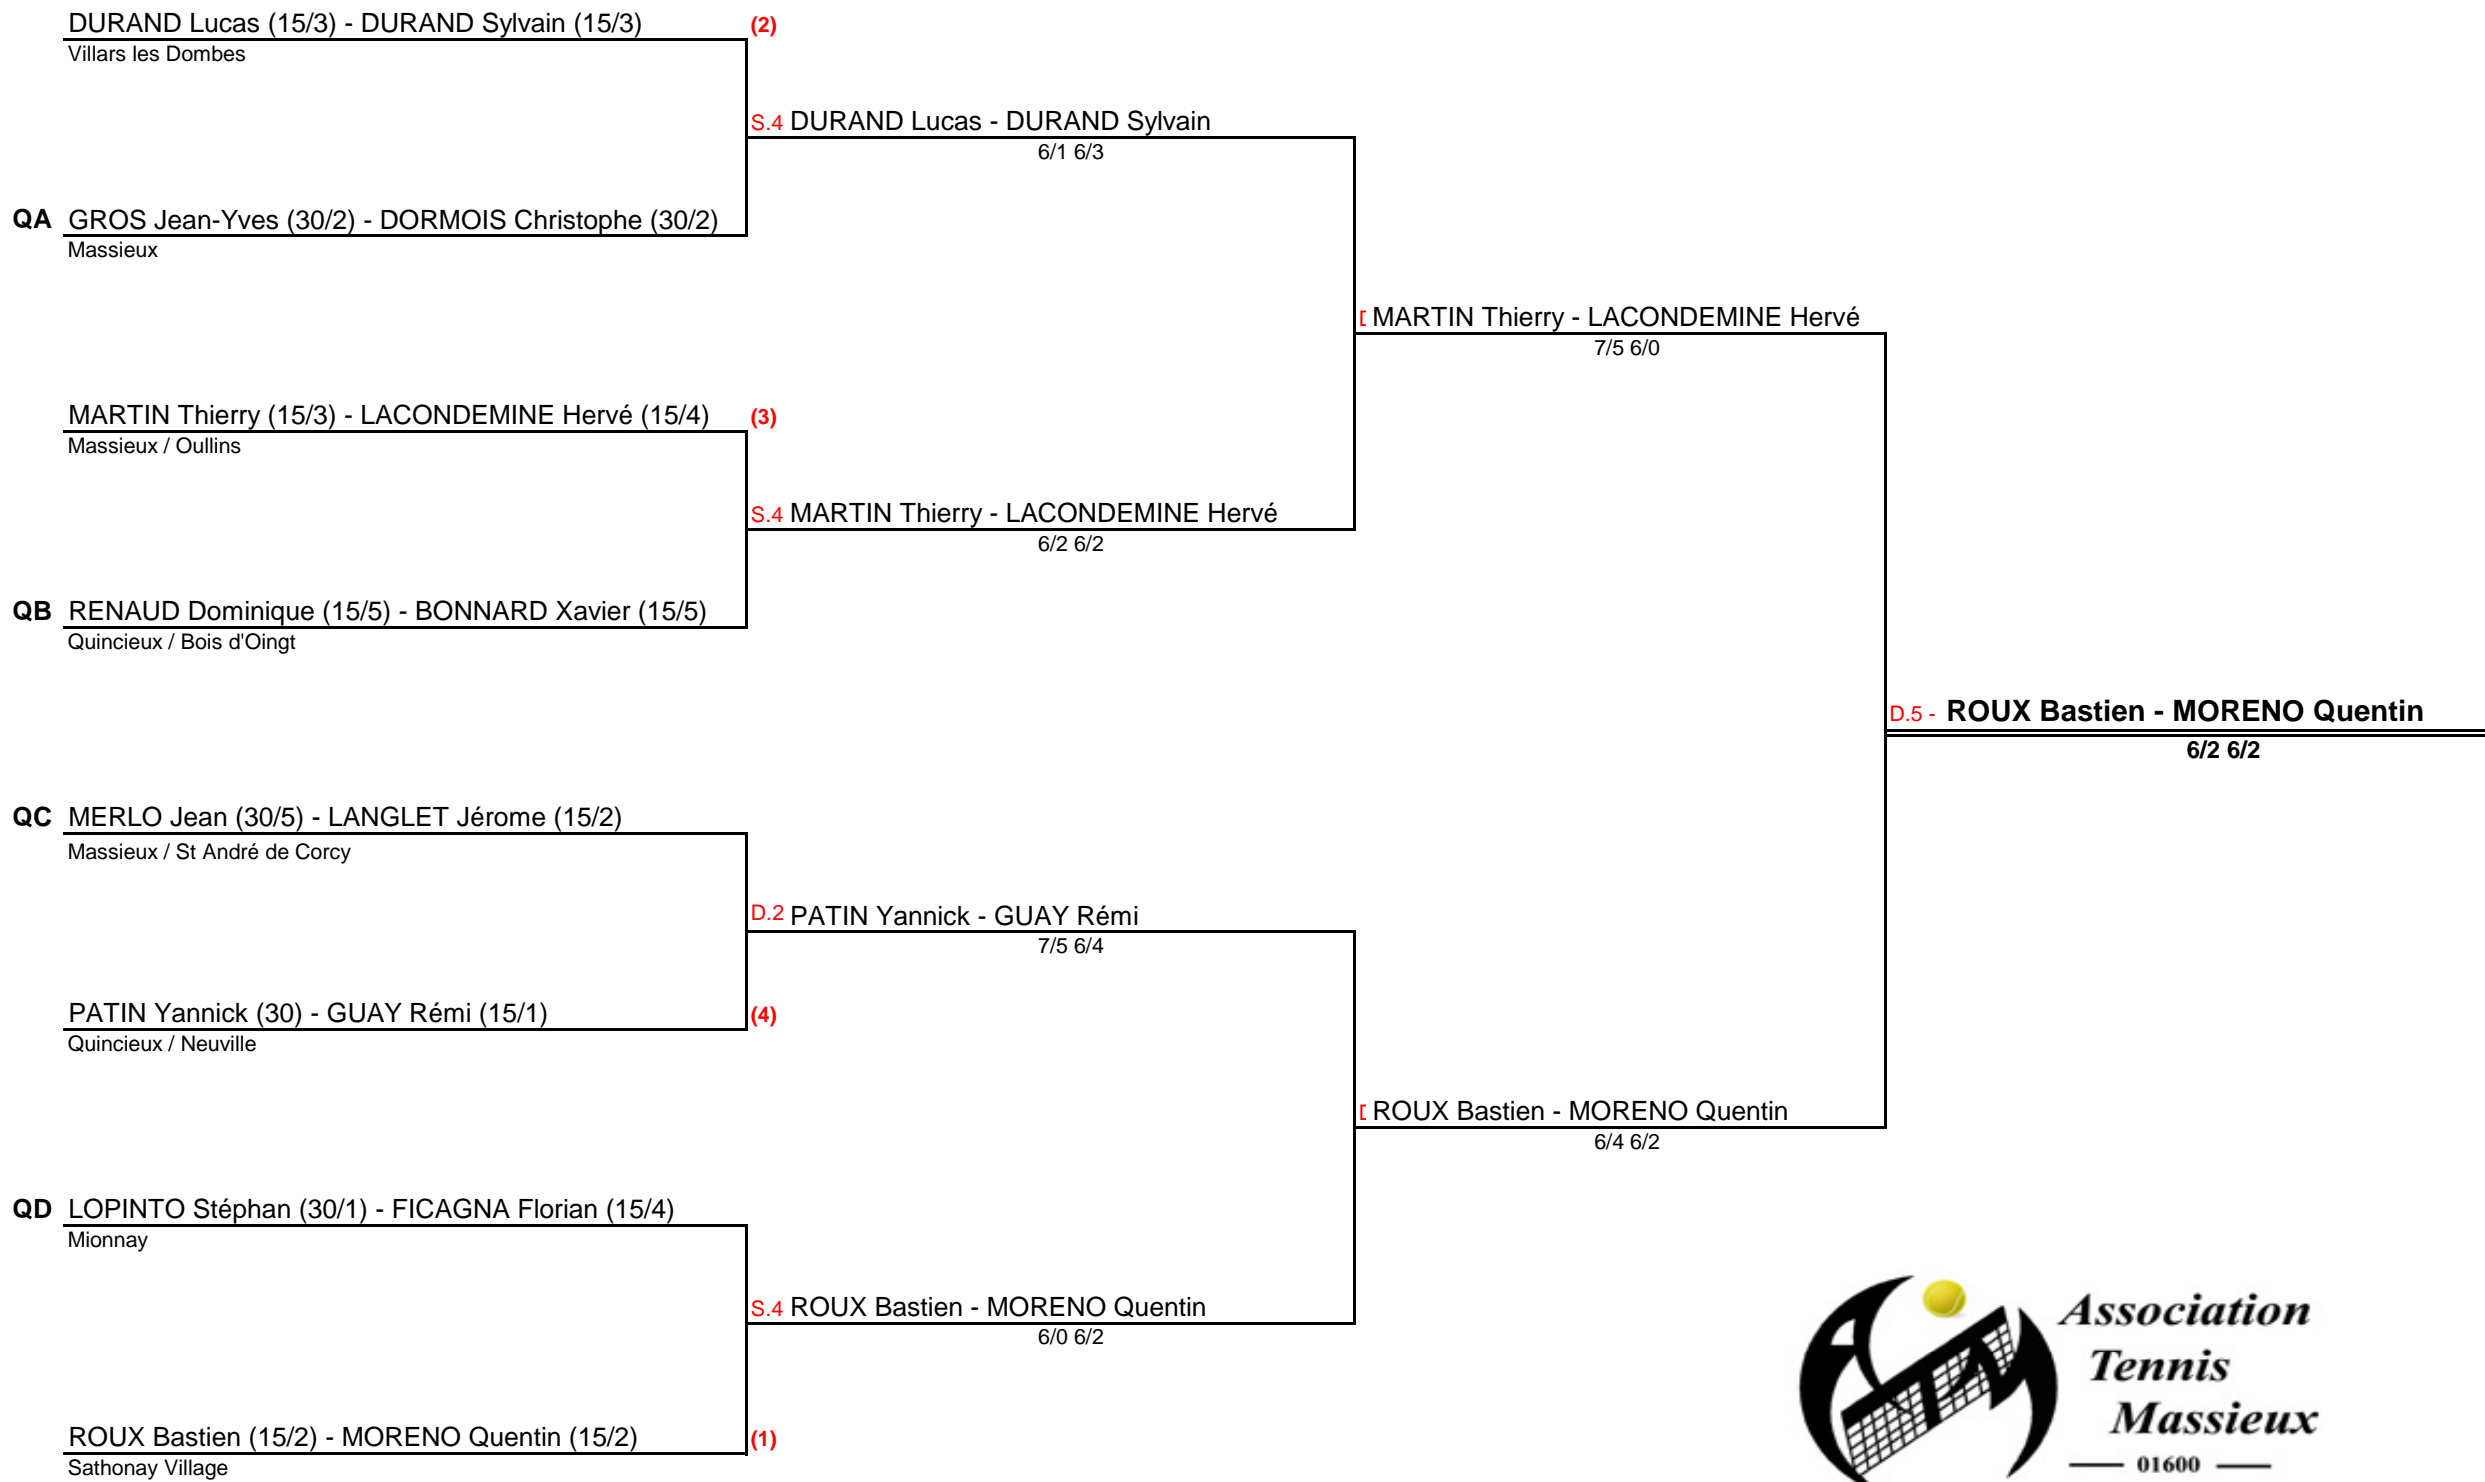 DURAND Lucas (15/3) - DURAND Sylvain (15/3) (2)
Villars les Dombes
S.4 DURAND Lucas - DURAND Sylvain
6/1 6/3
QA GROS Jean-Yves (30/2) - DORMOIS Christophe (30/2)
Massieux
MARTIN Thierry - LACONDEMINE Hervé
7/5 6/0
MARTIN Thierry (15/3) - LACONDEMINE Hervé (15/4) (3)
Massieux / Oullins
S.4 MARTIN Thierry - LACONDEMINE Hervé
6/2 6/2
QB RENAUD Dominique (15/5) - BONNARD Xavier (15/5)
Quincieux / Bois d'Oingt
D.5 - ROUX Bastien - MORENO Quentin
6/2 6/2
QC MERLO Jean (30/5) - LANGLET Jérome (15/2)
Massieux / St André de Corcy
D.2 PATIN Yannick - GUAY Rémi
7/5 6/4
PATIN Yannick (30) - GUAY Rémi (15/1) (4)
Quincieux / Neuville
ROUX Bastien - MORENO Quentin
6/4 6/2
QD LOPINTO Stéphan (30/1) - FICAGNA Florian (15/4)
Mionnay
S.4 ROUX Bastien - MORENO Quentin
6/0 6/2
ROUX Bastien (15/2) - MORENO Quentin (15/2) (1)
Sathonay Village
ATM
Association
Tennis
Massieux
01600